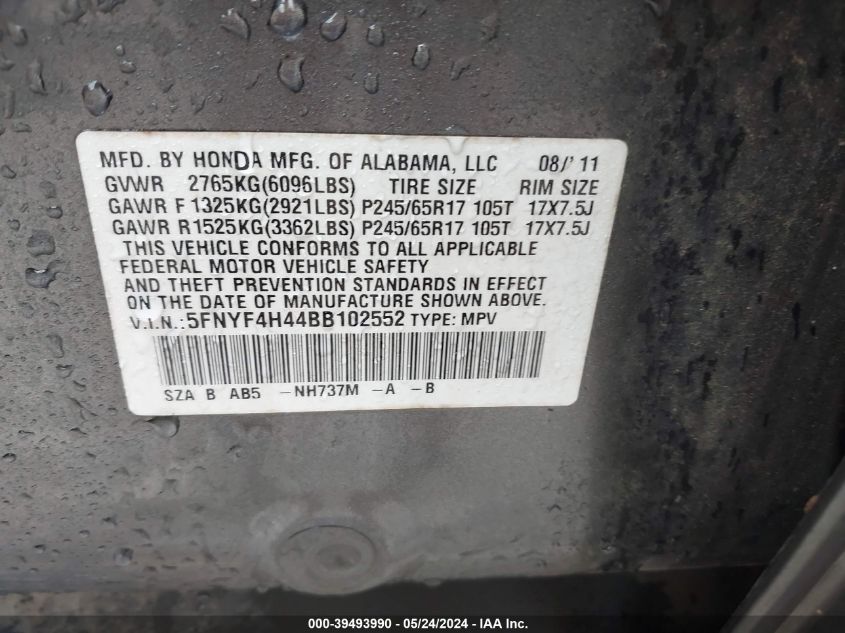 MFD. BY HONDA MFG. OF ALABAMA, LLC 08/ 11
GVWR 2765KG(6096LBS) TIRE SIZE RIM SIZE
GAWR F 1325KG(2921LBS) P245/65R17 105T 17X7.5J
GAWR R1525KG(3362LBS) P245/65R17 105T 17X7.5J
THIS VEHICLE CONFORMS TO ALL APPLICABLE
FEDERAL MOTOR VEHICLE SAFETY
AND THEFT PREVENTION STANDARDS IN EFFECT
ON THE DATE OF MANUFACTURE SHOWN ABOVE.
V.I.N.:5FNYF4H44BB102552 TYPE: MPV
SZA B AB5 -NH737M -A -B
000-39493990 - 05/24/2024 - IAA Inc.